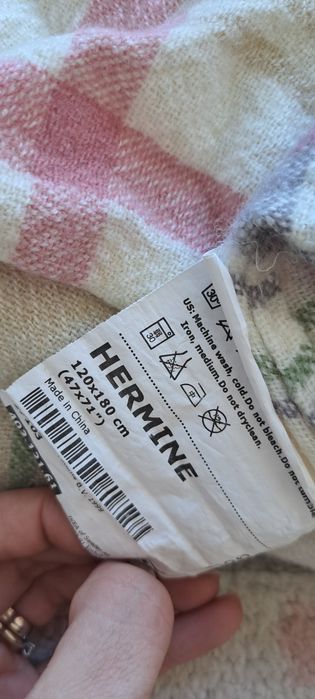 HERMINE
120x180 cm
(47x71")
Made in China
US: Machine wash, cold. Do not bleach. Do not
Iron, medium. Do not dryclean.
B.V. 1999